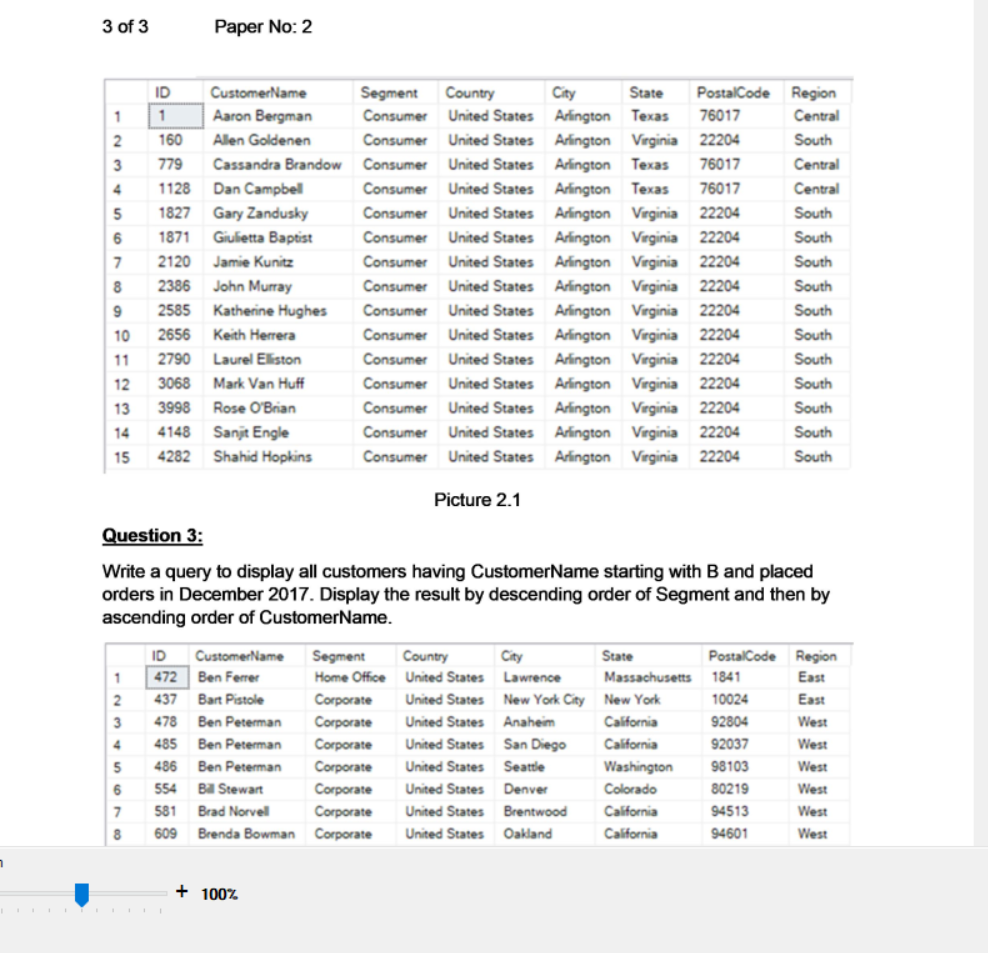 3 of 3 Paper No: 2
ID CustomerName Segment Country City State PostalCode Region
1 1 Aaron Bergman Consumer United States Arlington Texas 76017 Central
2 160 Allen Goldenen Consumer United States Arlington Virginia 22204 South
3 779 Cassandra Brandow Consumer United States Arlington Texas 76017 Central
4 1128 Dan Campbell Consumer United States Arlington Texas 76017 Central
5 1827 Gary Zandusky Consumer United States Arlington Virginia 22204 South
6 1871 Giulietta Baptist Consumer United States Arlington Virginia 22204 South
7 2120 Jamie Kunitz Consumer United States Arlington Virginia 22204 South
8 2386 John Murray Consumer United States Arlington Virginia 22204 South
9 2585 Katherine Hughes Consumer United States Arlington Virginia 22204 South
10 2656 Keith Herrera Consumer United States Arlington Virginia 22204 South
11 2790 Laurel Elliston Consumer United States Arlington Virginia 22204 South
12 3068 Mark Van Huff Consumer United States Arlington Virginia 22204 South
13 3998 Rose O'Brian Consumer United States Arlington Virginia 22204 South
14 4148 Sanjit Engle Consumer United States Arlington Virginia 22204 South
15 4282 Shahid Hopkins Consumer United States Arlington Virginia 22204 South
Picture 2.1
Question 3:
Write a query to display all customers having CustomerName starting with B and placed
orders in December 2017. Display the result by descending order of Segment and then by
ascending order of CustomerName.
ID CustomerName Segment Country City State PostalCode Region
1 472 Ben Ferrer Home Office United States Lawrence Massachusetts 1841 East
2 437 Bart Pistole Corporate United States New York City New York 10024 East
3 478 Ben Peterman Corporate United States Anaheim California 92804 West
4 485 Ben Peterman Corporate United States San Diego California 92037 West
5 486 Ben Peterman Corporate United States Seattle Washington 98103 West
6 554 Bill Stewart Corporate United States Denver Colorado 80219 West
7 581 Brad Norvell Corporate United States Brentwood California 94513 West
8 609 Brenda Bowman Corporate United States Oakland California 94601 West
+ 100%